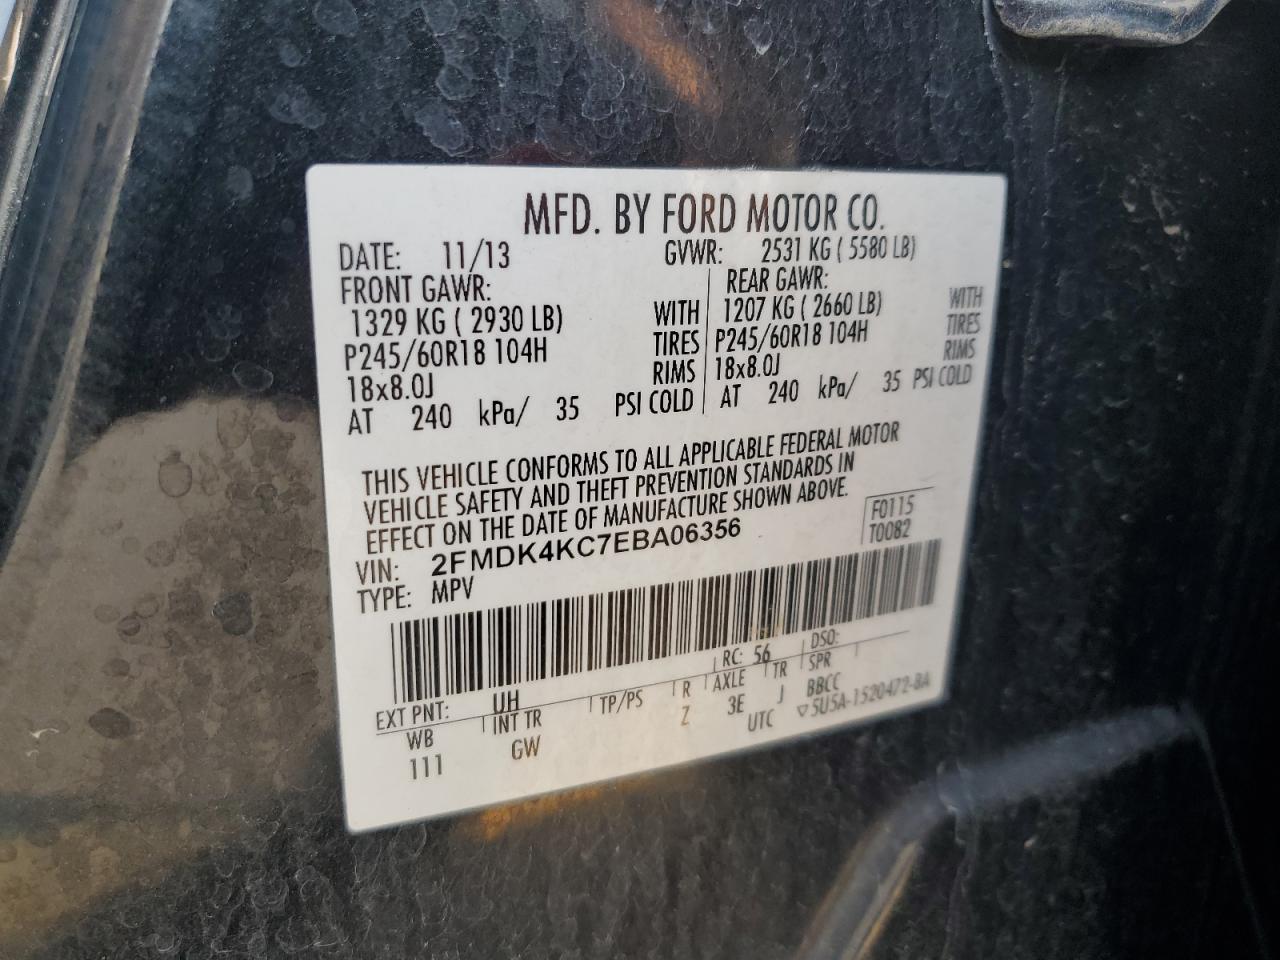 MFD. BY FORD MOTOR CO.
DATE: 11/13 GVWR: 2531 KG ( 5580 LB)
FRONT GAWR: REAR GAWR:
1329 KG ( 2930 LB) WITH 1207 KG ( 2660 LB) WITH
P245/60R18 104H TIRES P245/60R18 104H TIRES
18x8.0J RIMS 18x8.0J RIMS
AT 240 kPa/ 35 PSI COLD AT 240 kPa/ 35 PSI COLD
THIS VEHICLE CONFORMS TO ALL APPLICABLE FEDERAL MOTOR
VEHICLE SAFETY AND THEFT PREVENTION STANDARDS IN
EFFECT ON THE DATE OF MANUFACTURE SHOWN ABOVE.
F0115
T0082
VIN: 2FMDK4KC7EBA06356
TYPE: MPV
EXT PNT: UH RC: 56 DSO:
WB INT TR TP/PS R AXLE TR SPR
111 GW Z 3E J BBCC
UTC ▽5U5A-1520472-BA